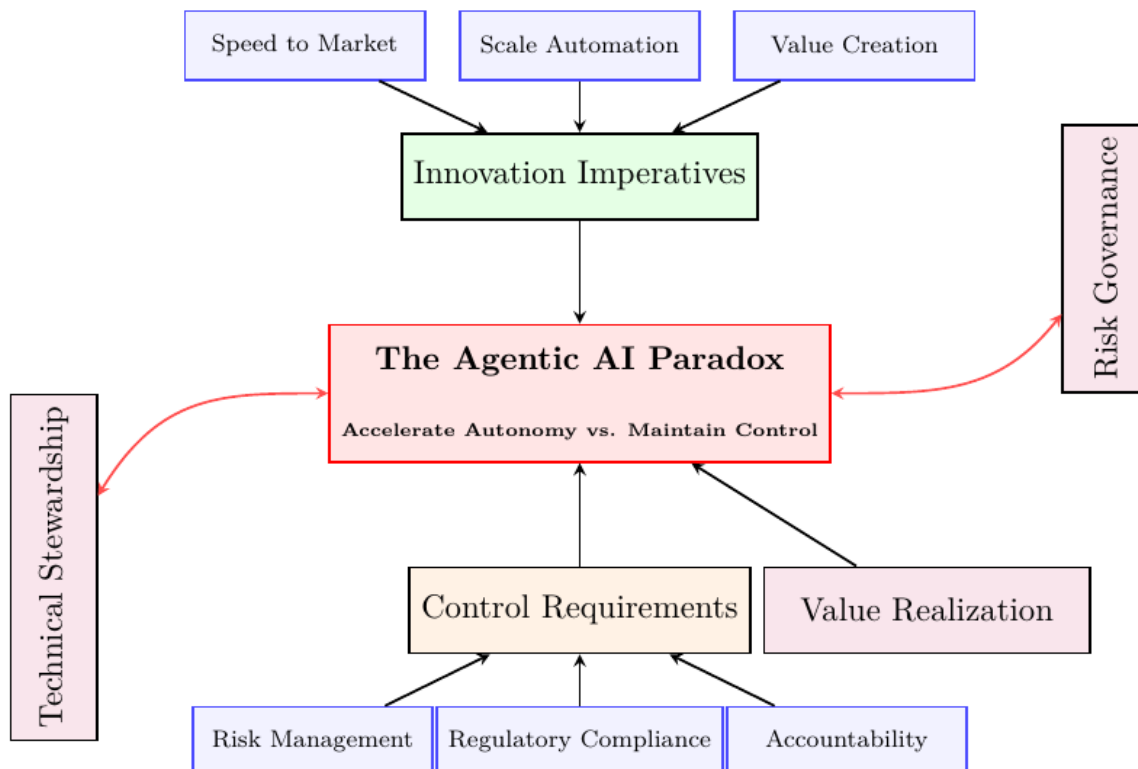 Speed to Market
Scale Automation
Value Creation
Innovation Imperatives
Risk Governance
The Agentic AI Paradox
Accelerate Autonomy vs. Maintain Control
Technical Stewardship
Control Requirements
Value Realization
Risk Management
Regulatory Compliance
Accountability